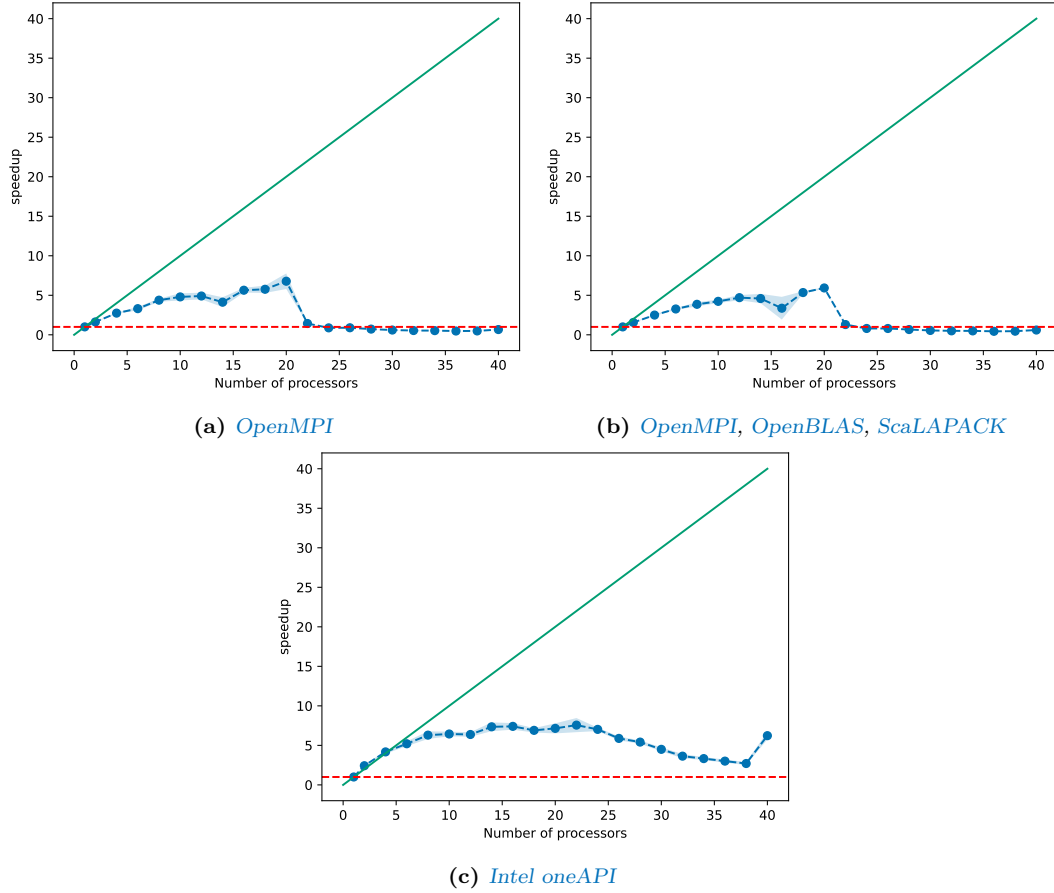 40
35
30
25
20
15
10
5
0
speedup
0 5 10 15 20 25 30 35 40
Number of processors
(a) OpenMPI
40
35
30
25
20
15
10
5
0
speedup
0 5 10 15 20 25 30 35 40
Number of processors
(b) OpenMPI, OpenBLAS, ScaLAPACK
40
35
30
25
20
15
10
5
0
speedup
0 5 10 15 20 25 30 35 40
Number of processors
(c) Intel oneAPI